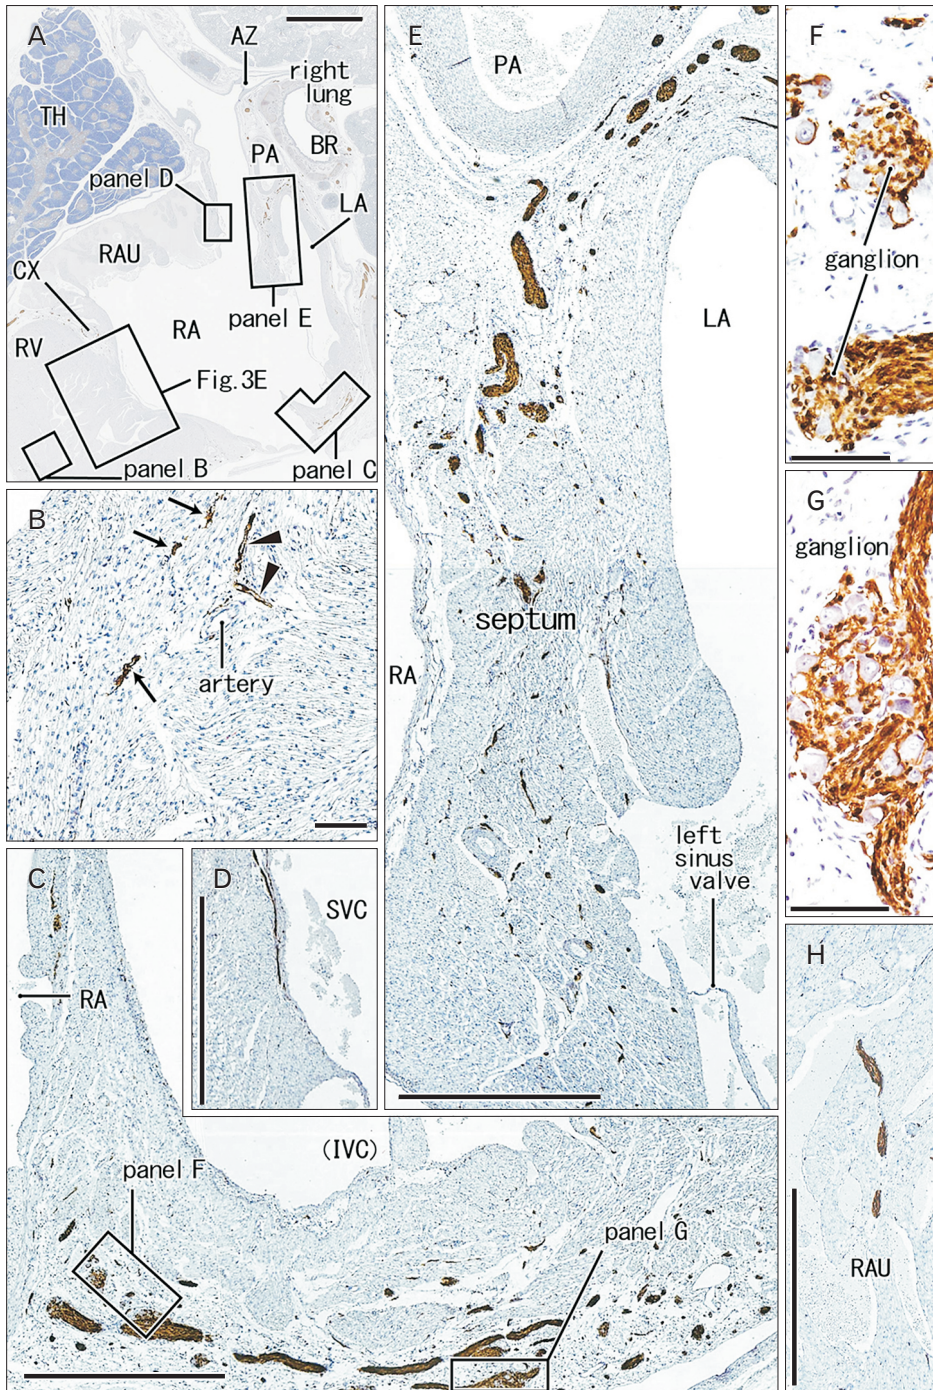 A
AZ
right
lung
TH
BR
PA
panel D
LA
RAU
CX
panel E
RA
RV
Fig.3E
panel B
panel C
B
artery
C
RA
D
SVC
E
PA
LA
septum
RA
left
sinus
valve
(IVC)
panel F
panel G
F
ganglion
G
ganglion
H
RAU